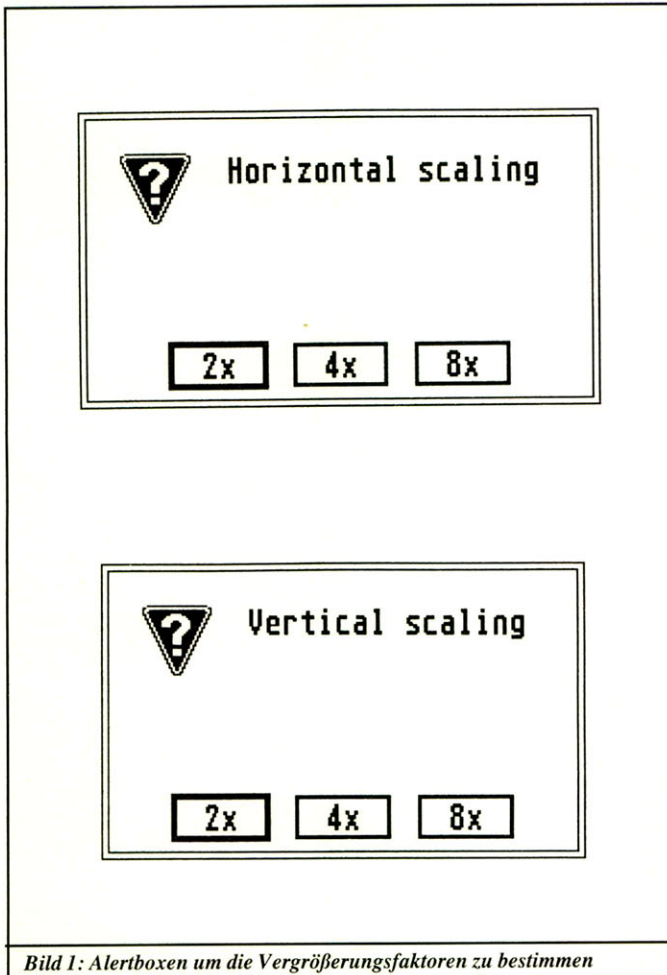 ?
Horizontal scaling
2x 4x 8x
?
Vertical scaling
2x 4x 8x
Bild 1: Alertboxen um die Vergrößerungsfaktoren zu bestimmen